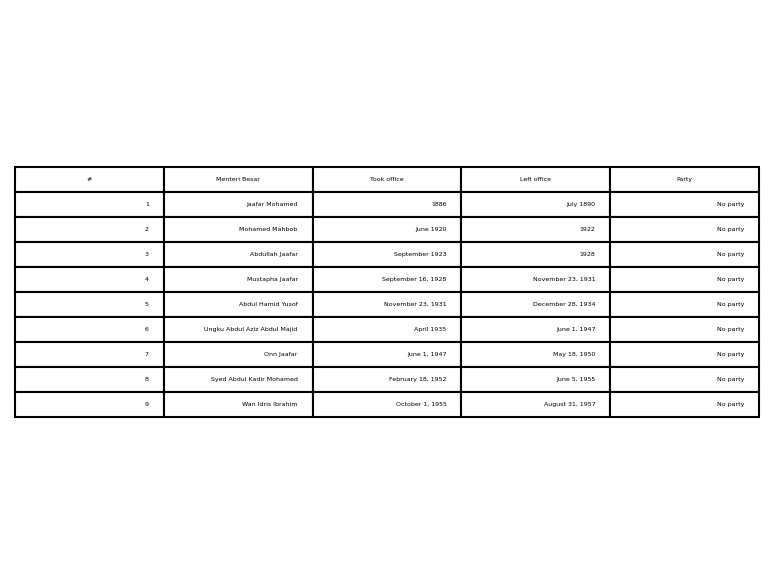 # Menteri Besar Took office Left office Party
1 Jaafar Mohamed 1886 July 1890 No party
2 Mohamed Mahbob June 1920 1922 No party
3 Abdullah Jaafar September 1923 1928 No party
4 Mustapha Jaafar September 16, 1928 November 23, 1931 No party
5 Abdul Hamid Yusof November 23, 1931 December 28, 1934 No party
6 Ungku Abdul Aziz Abdul Majid April 1935 June 1, 1947 No party
7 Onn Jaafar June 1, 1947 May 18, 1950 No party
8 Syed Abdul Kadir Mohamed February 18, 1952 June 5, 1955 No party
9 Wan Idris Ibrahim October 1, 1955 August 31, 1957 No party